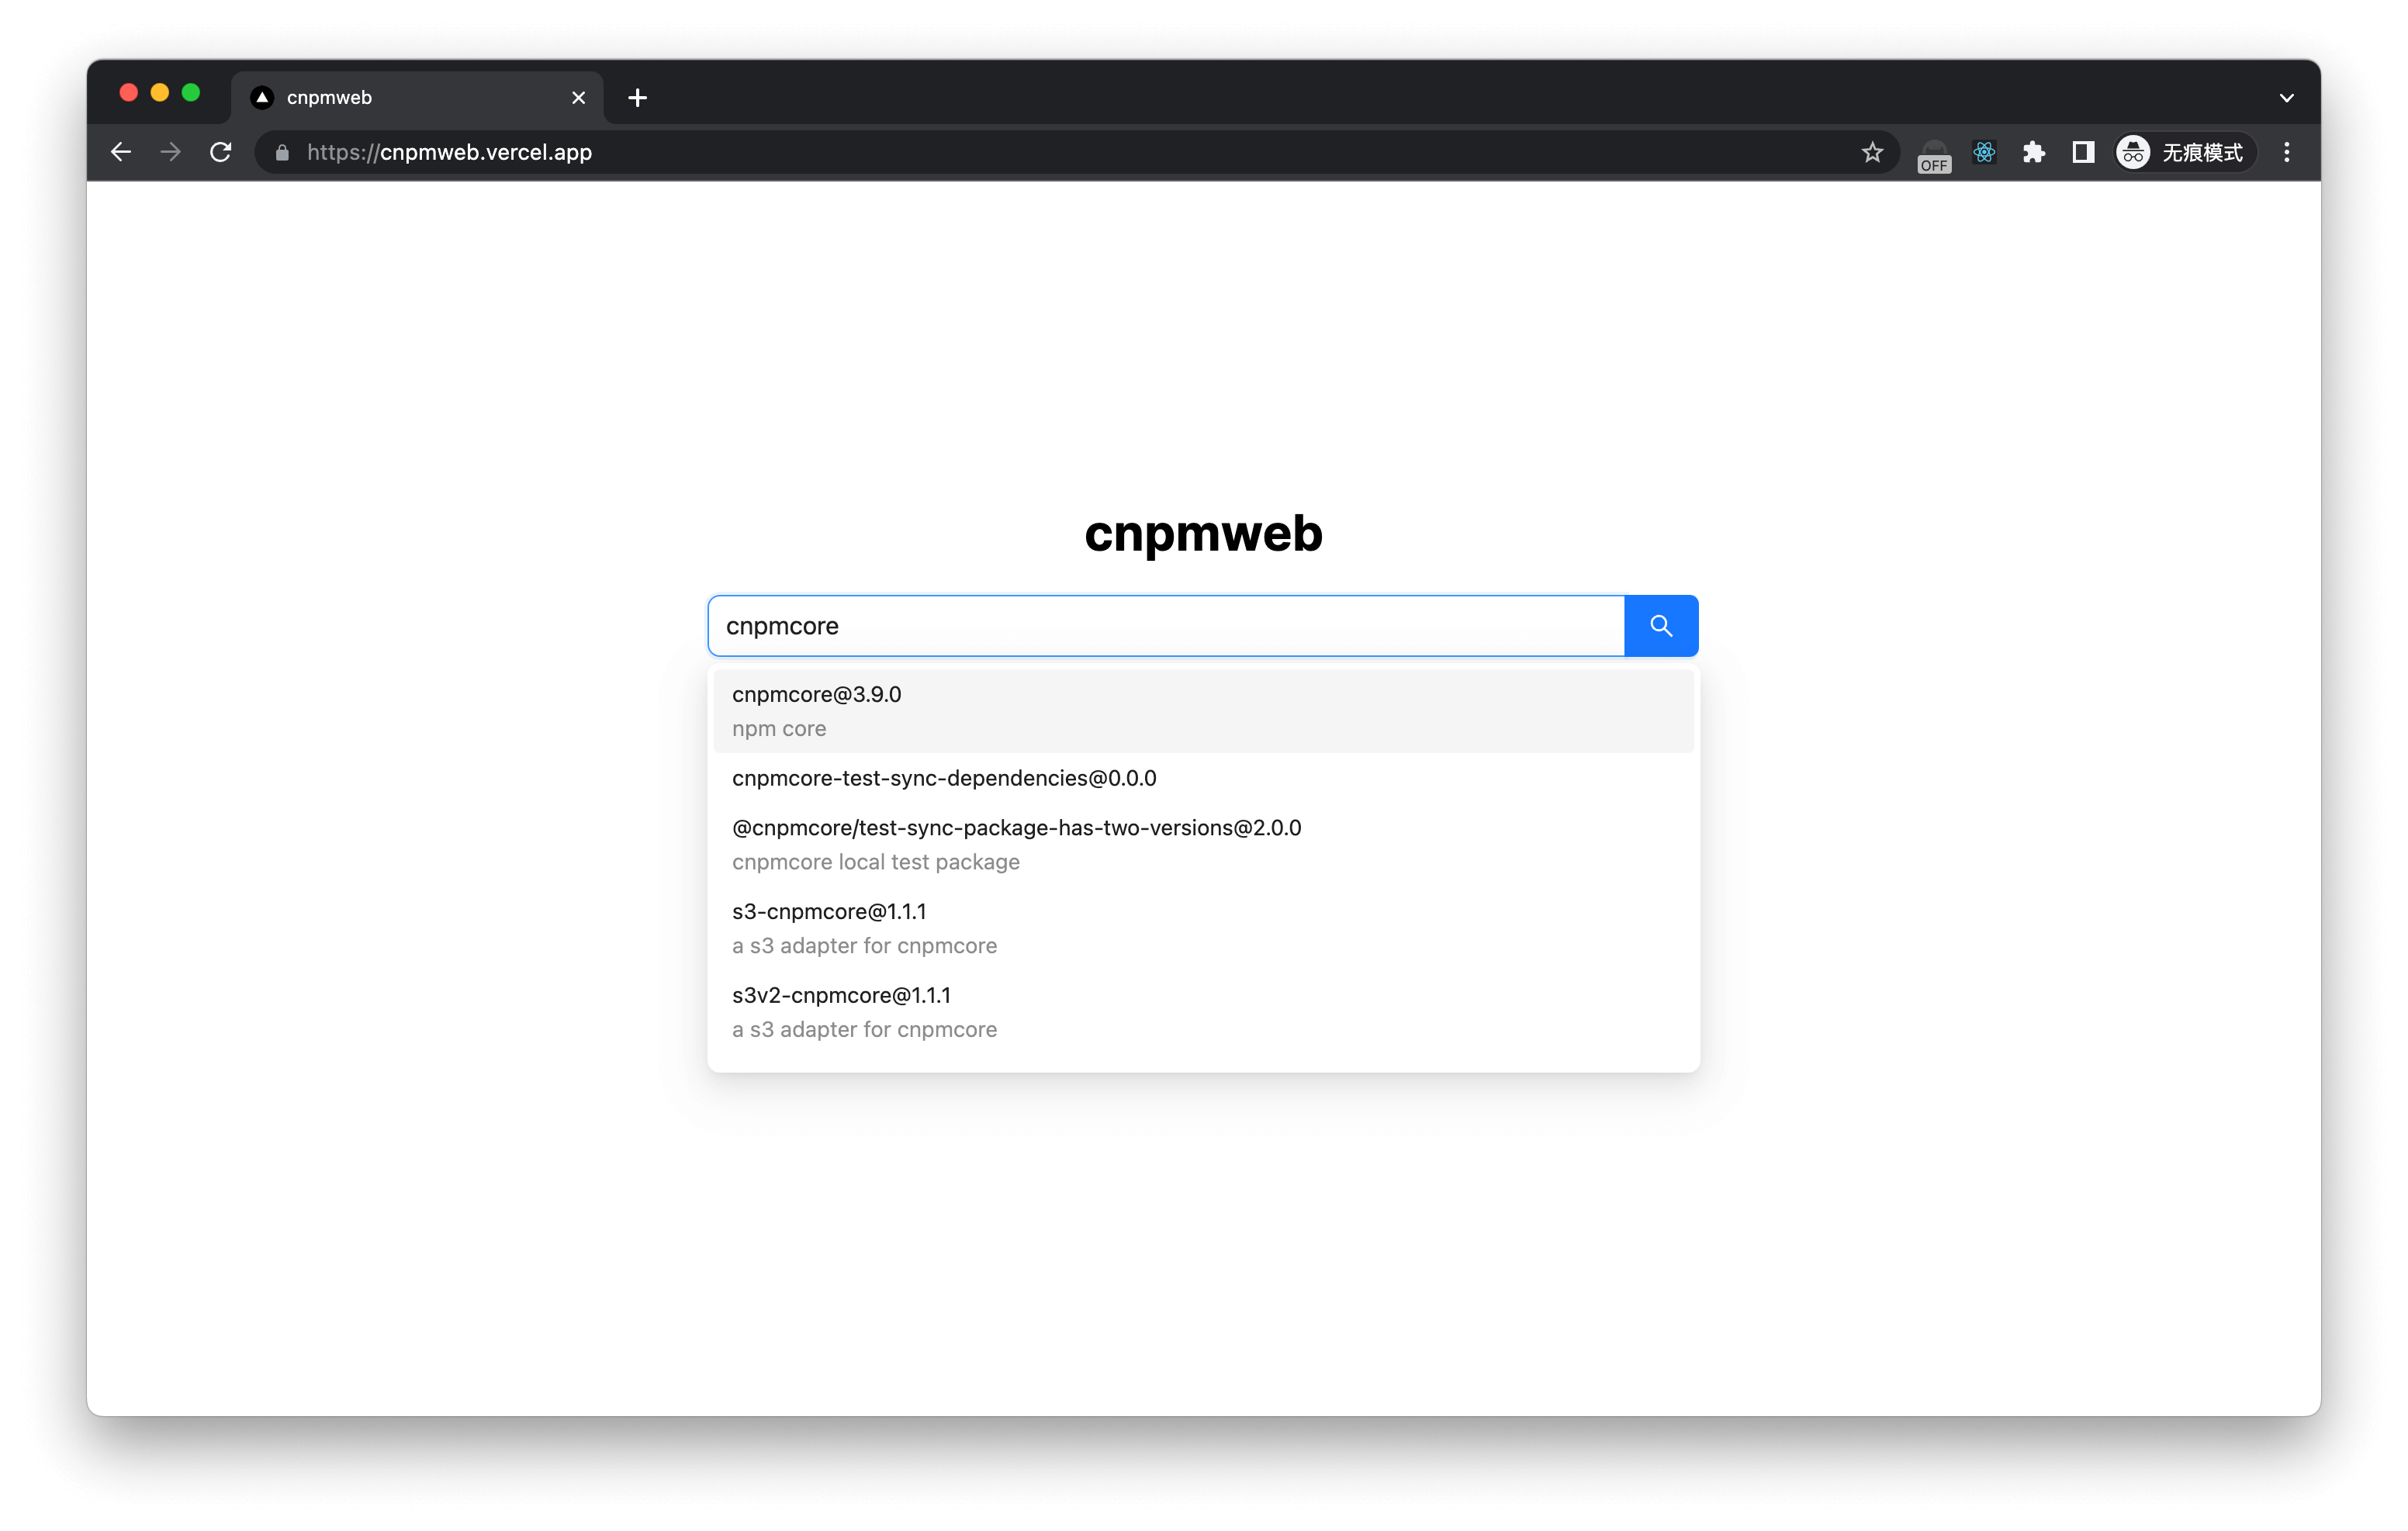 cnpmweb
https://cnpmweb.vercel.app
OFF
无痕模式
cnpmweb
cnpmcore
cnpmcore@3.9.0
npm core
cnpmcore-test-sync-dependencies@0.0.0
@cnpmcore/test-sync-package-has-two-versions@2.0.0
cnpmcore local test package
s3-cnpmcore@1.1.1
a s3 adapter for cnpmcore
s3v2-cnpmcore@1.1.1
a s3 adapter for cnpmcore